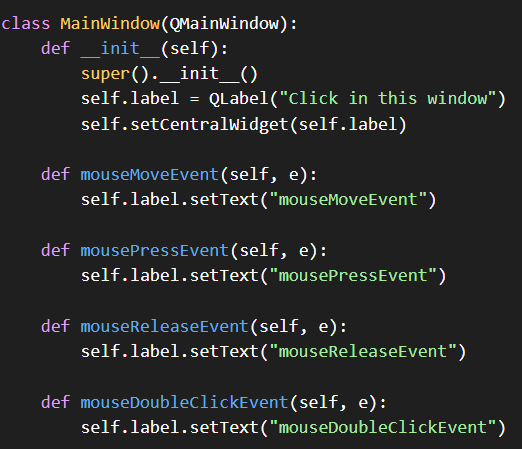 class MainWindow(QMainWindow):
    def __init__(self):
        super().__init__()
        self.label = QLabel("Click in this window")
        self.setCentralWidget(self.label)

    def mouseMoveEvent(self, e):
        self.label.setText("mouseMoveEvent")

    def mousePressEvent(self, e):
        self.label.setText("mousePressEvent")

    def mouseReleaseEvent(self, e):
        self.label.setText("mouseReleaseEvent")

    def mouseDoubleClickEvent(self, e):
        self.label.setText("mouseDoubleClickEvent")